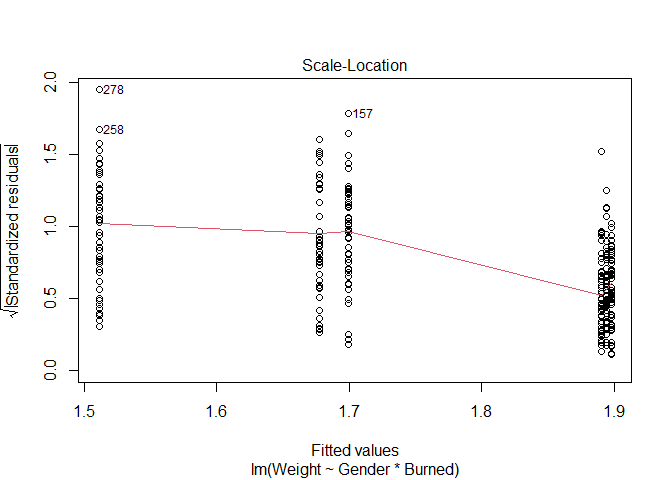 Scale-Location
2.0
1.5
1.0
0.5
0.0
√|Standardized residuals|
278
258
157
1.5 1.6 1.7 1.8 1.9
Fitted values
lm(Weight ~ Gender * Burned)